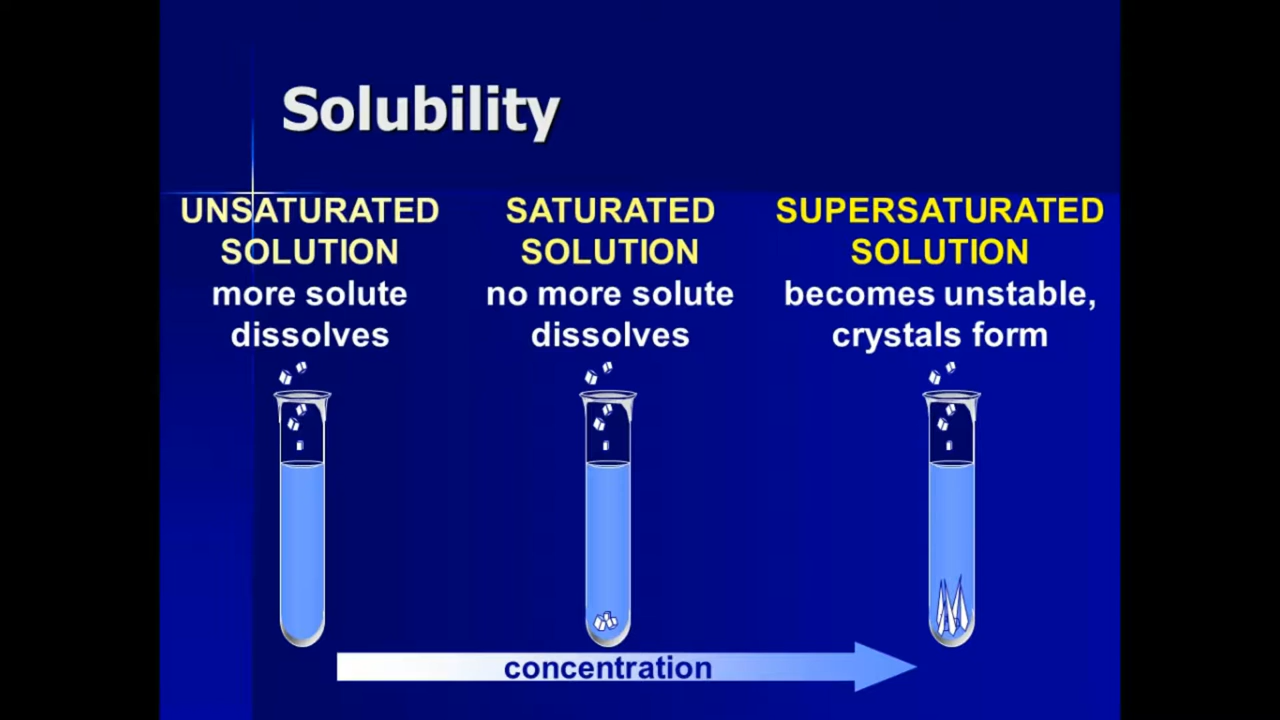 Solubility
UNSATURATED
SOLUTION
more solute
dissolves
SATURATED
SOLUTION
no more solute
dissolves
SUPERSATURATED
SOLUTION
becomes unstable,
crystals form
concentration